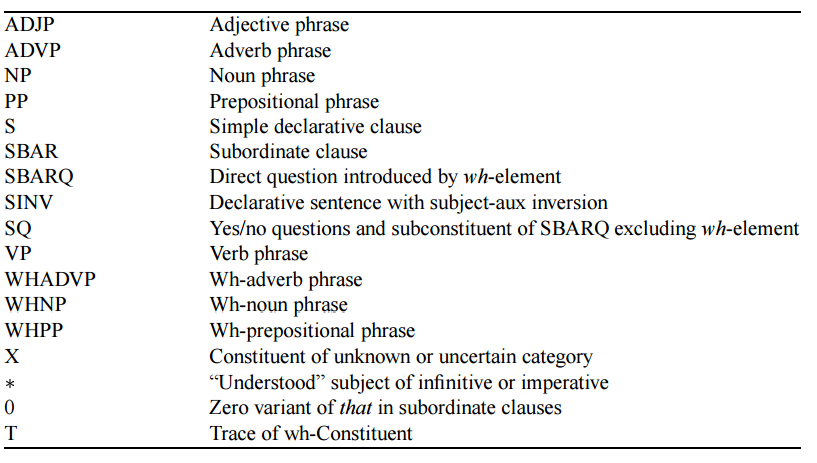 ADJP Adjective phrase
ADVP Adverb phrase
NP Noun phrase
PP Prepositional phrase
S Simple declarative clause
SBAR Subordinate clause
SBARQ Direct question introduced by wh-element
SINV Declarative sentence with subject-aux inversion
SQ Yes/no questions and subconstituent of SBARQ excluding wh-element
VP Verb phrase
WHADVP Wh-adverb phrase
WHNP Wh-noun phrase
WHPP Wh-prepositional phrase
X Constituent of unknown or uncertain category
* “Understood” subject of infinitive or imperative
0 Zero variant of that in subordinate clauses
T Trace of wh-Constituent